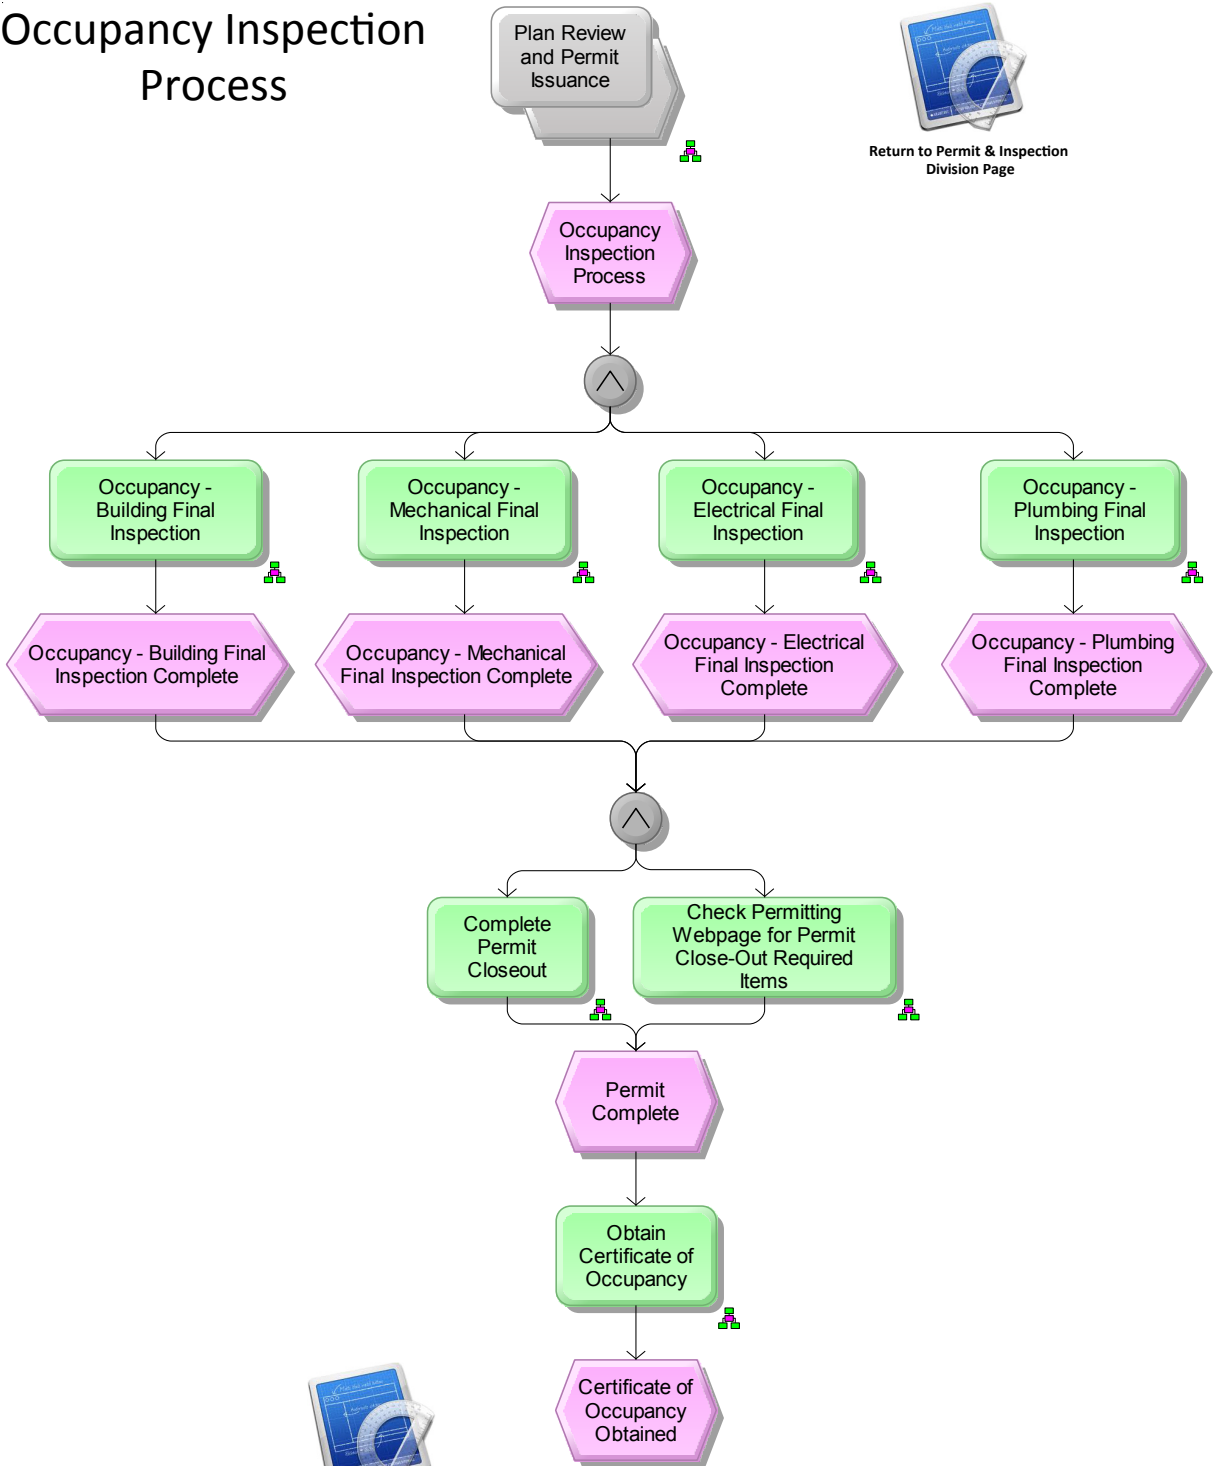 Occupancy Inspection
Process
Plan Review
and Permit
Issuance
Return to Permit & Inspection
Division Page
Occupancy
Inspection
Process
Occupancy -
Building Final
Inspection
Occupancy -
Mechanical Final
Inspection
Occupancy -
Electrical Final
Inspection
Occupancy -
Plumbing Final
Inspection
Occupancy - Building Final
Inspection Complete
Occupancy - Mechanical
Final Inspection Complete
Occupancy - Electrical
Final Inspection
Complete
Occupancy - Plumbing
Final Inspection
Complete
Complete
Permit
Closeout
Check Permitting
Webpage for Permit
Close-Out Required
Items
Permit
Complete
Obtain
Certificate of
Occupancy
Certificate of
Occupancy
Obtained